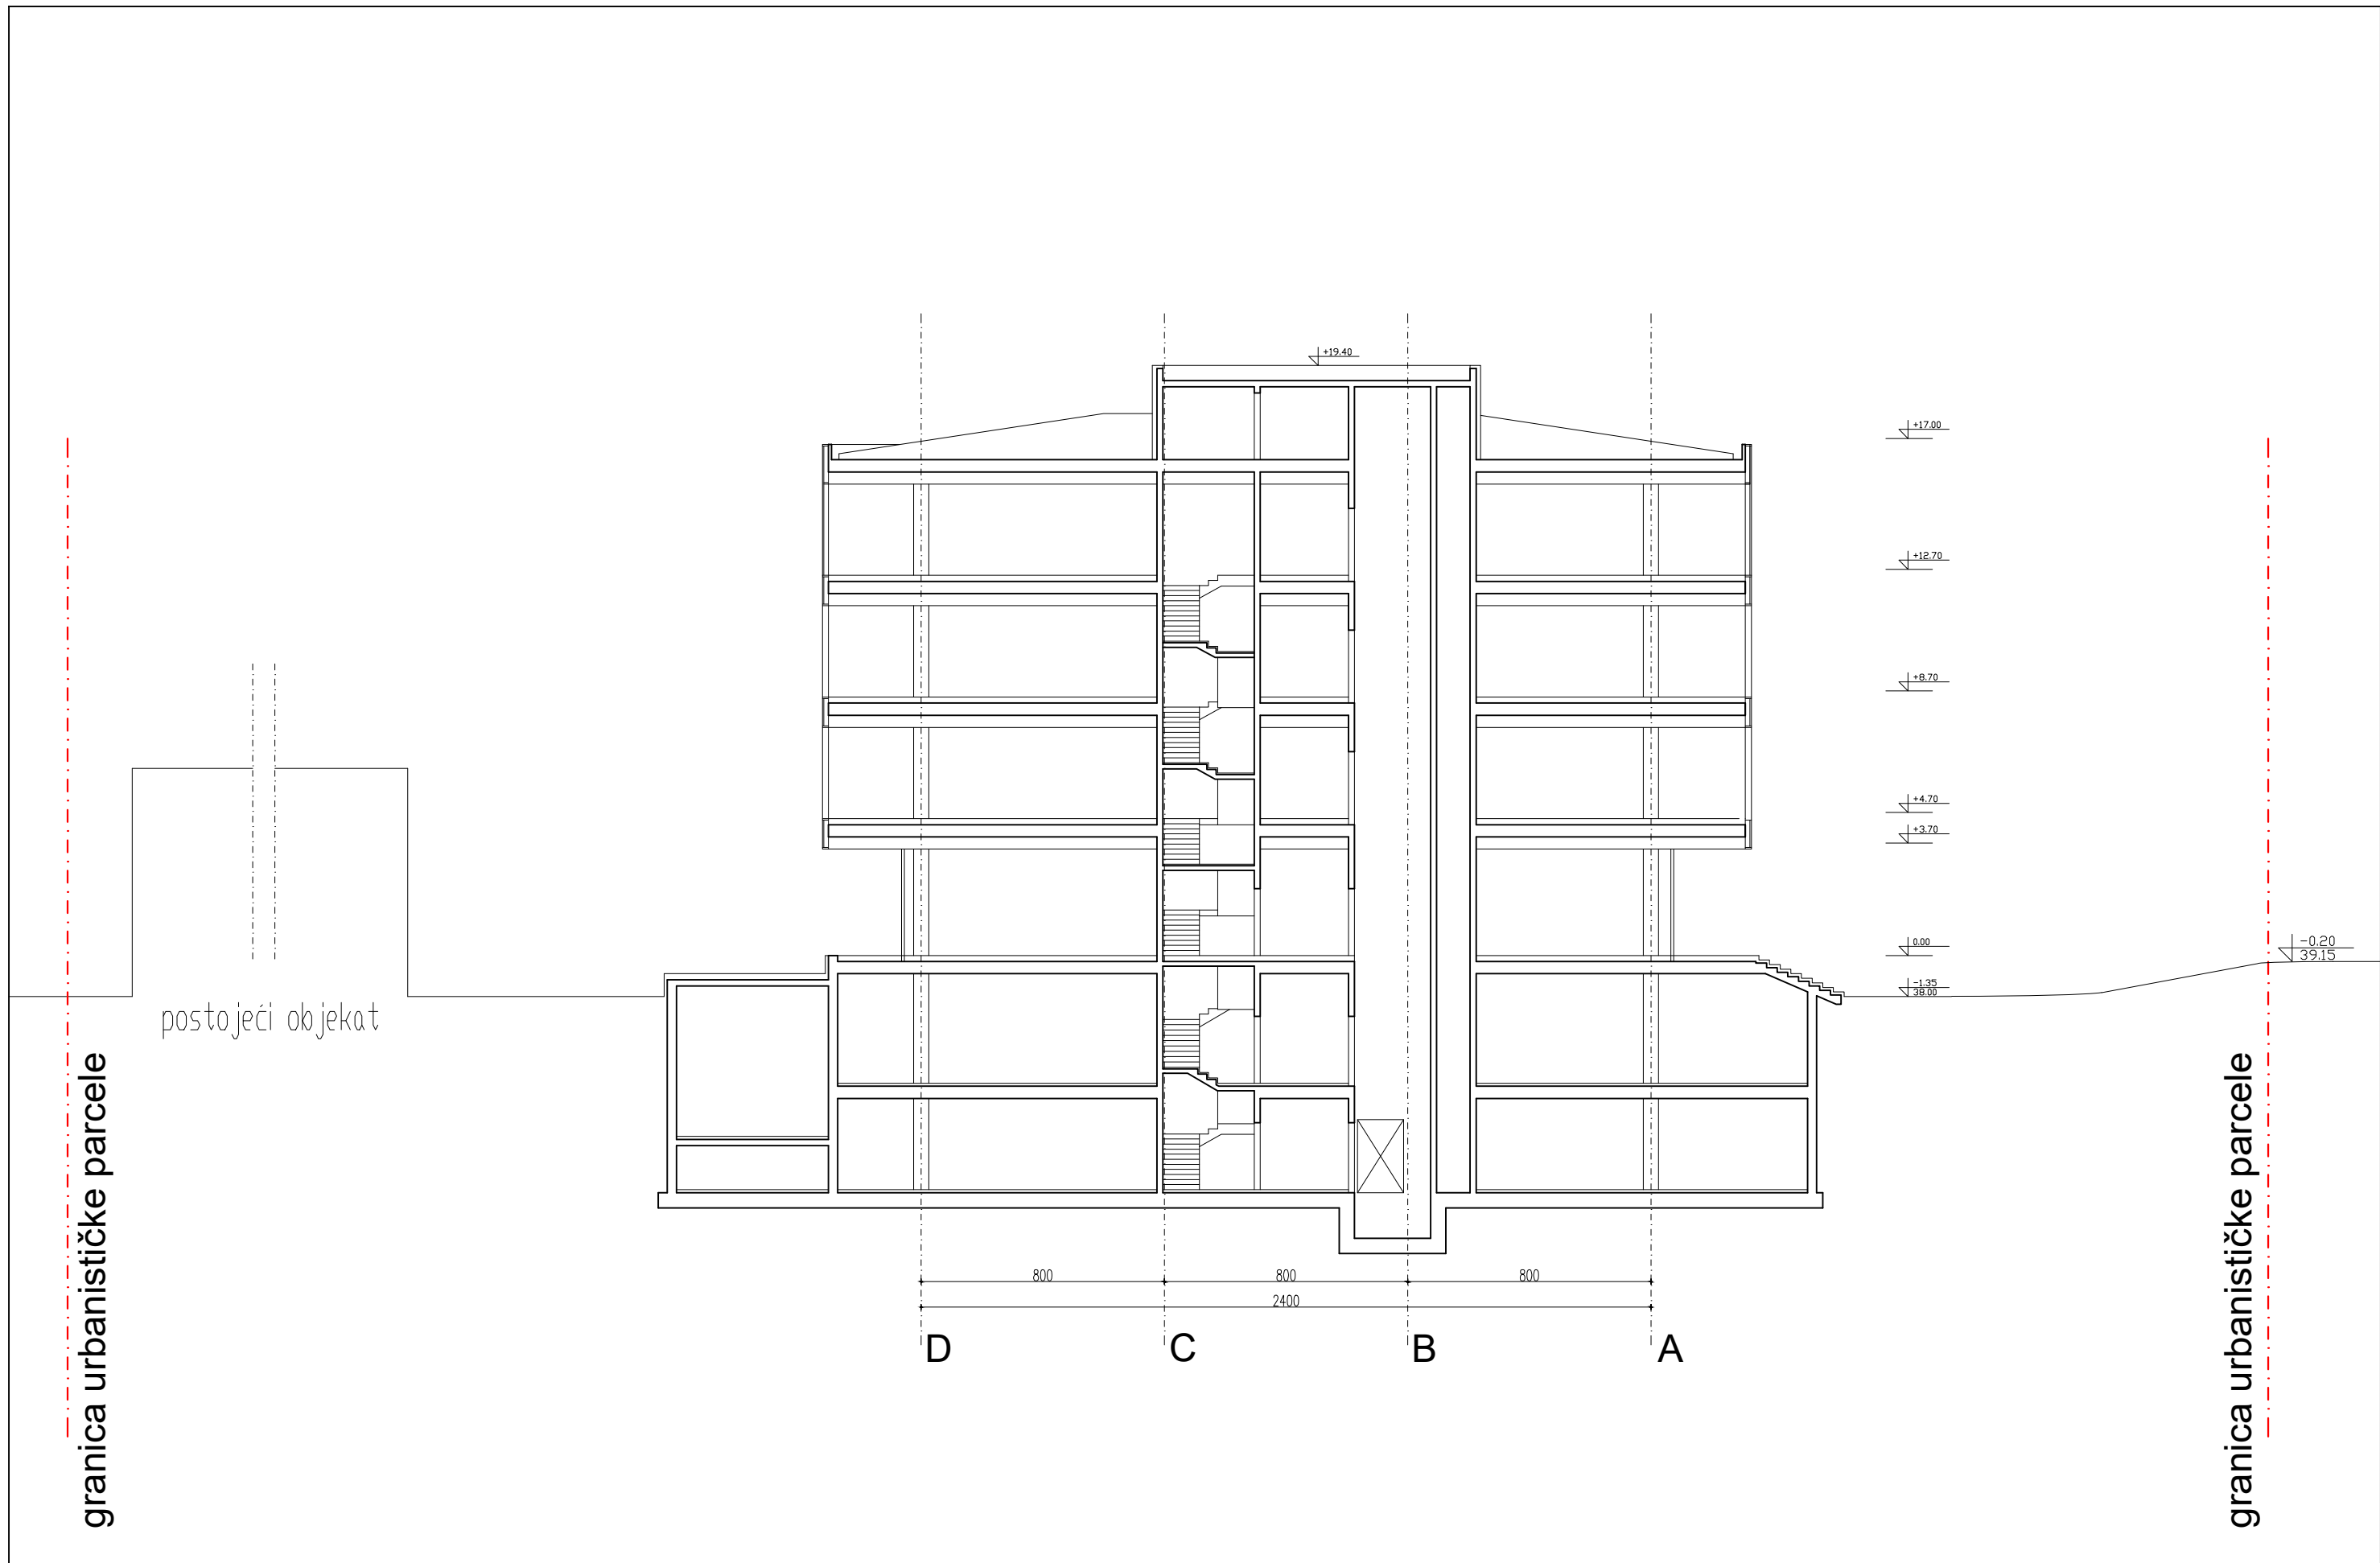 +19.40
+17.00
+12.70
+8.70
+4.70
+3.70
0.00
-0.20
39.15
-1.35
38.00
postojeći objekat
granica urbanističke parcele
granica urbanističke parcele
800 800 800
2400
D C B A